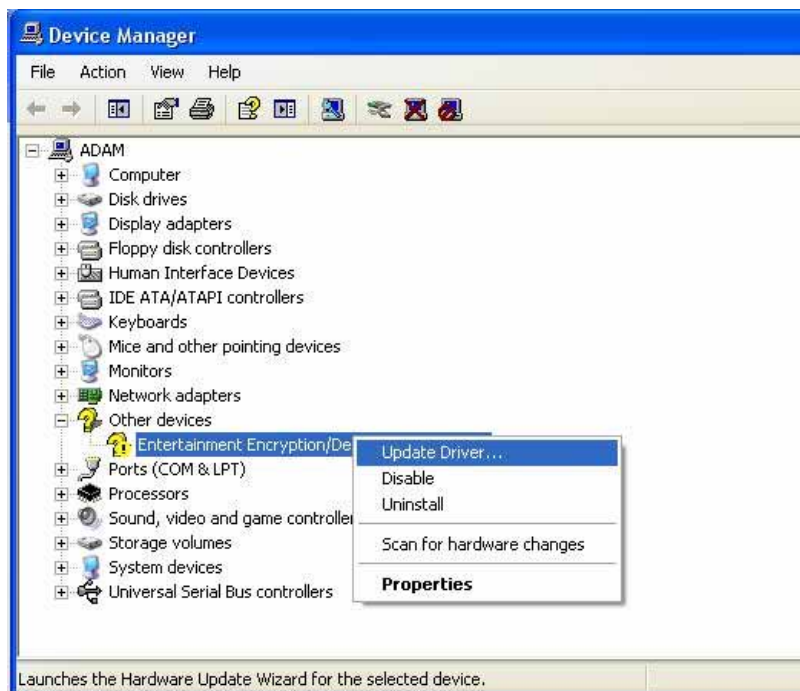 Device Manager
File Action View Help
ADAM
Computer
Disk drives
Display adapters
Floppy disk controllers
Human Interface Devices
IDE ATA/ATAPI controllers
Keyboards
Mice and other pointing devices
Monitors
Network adapters
Other devices
Entertainment Encryption/De
Update Driver...
Disable
Uninstall
Scan for hardware changes
Properties
Ports (COM & LPT)
Processors
Sound, video and game controller
Storage volumes
System devices
Universal Serial Bus controllers
Launches the Hardware Update Wizard for the selected device.